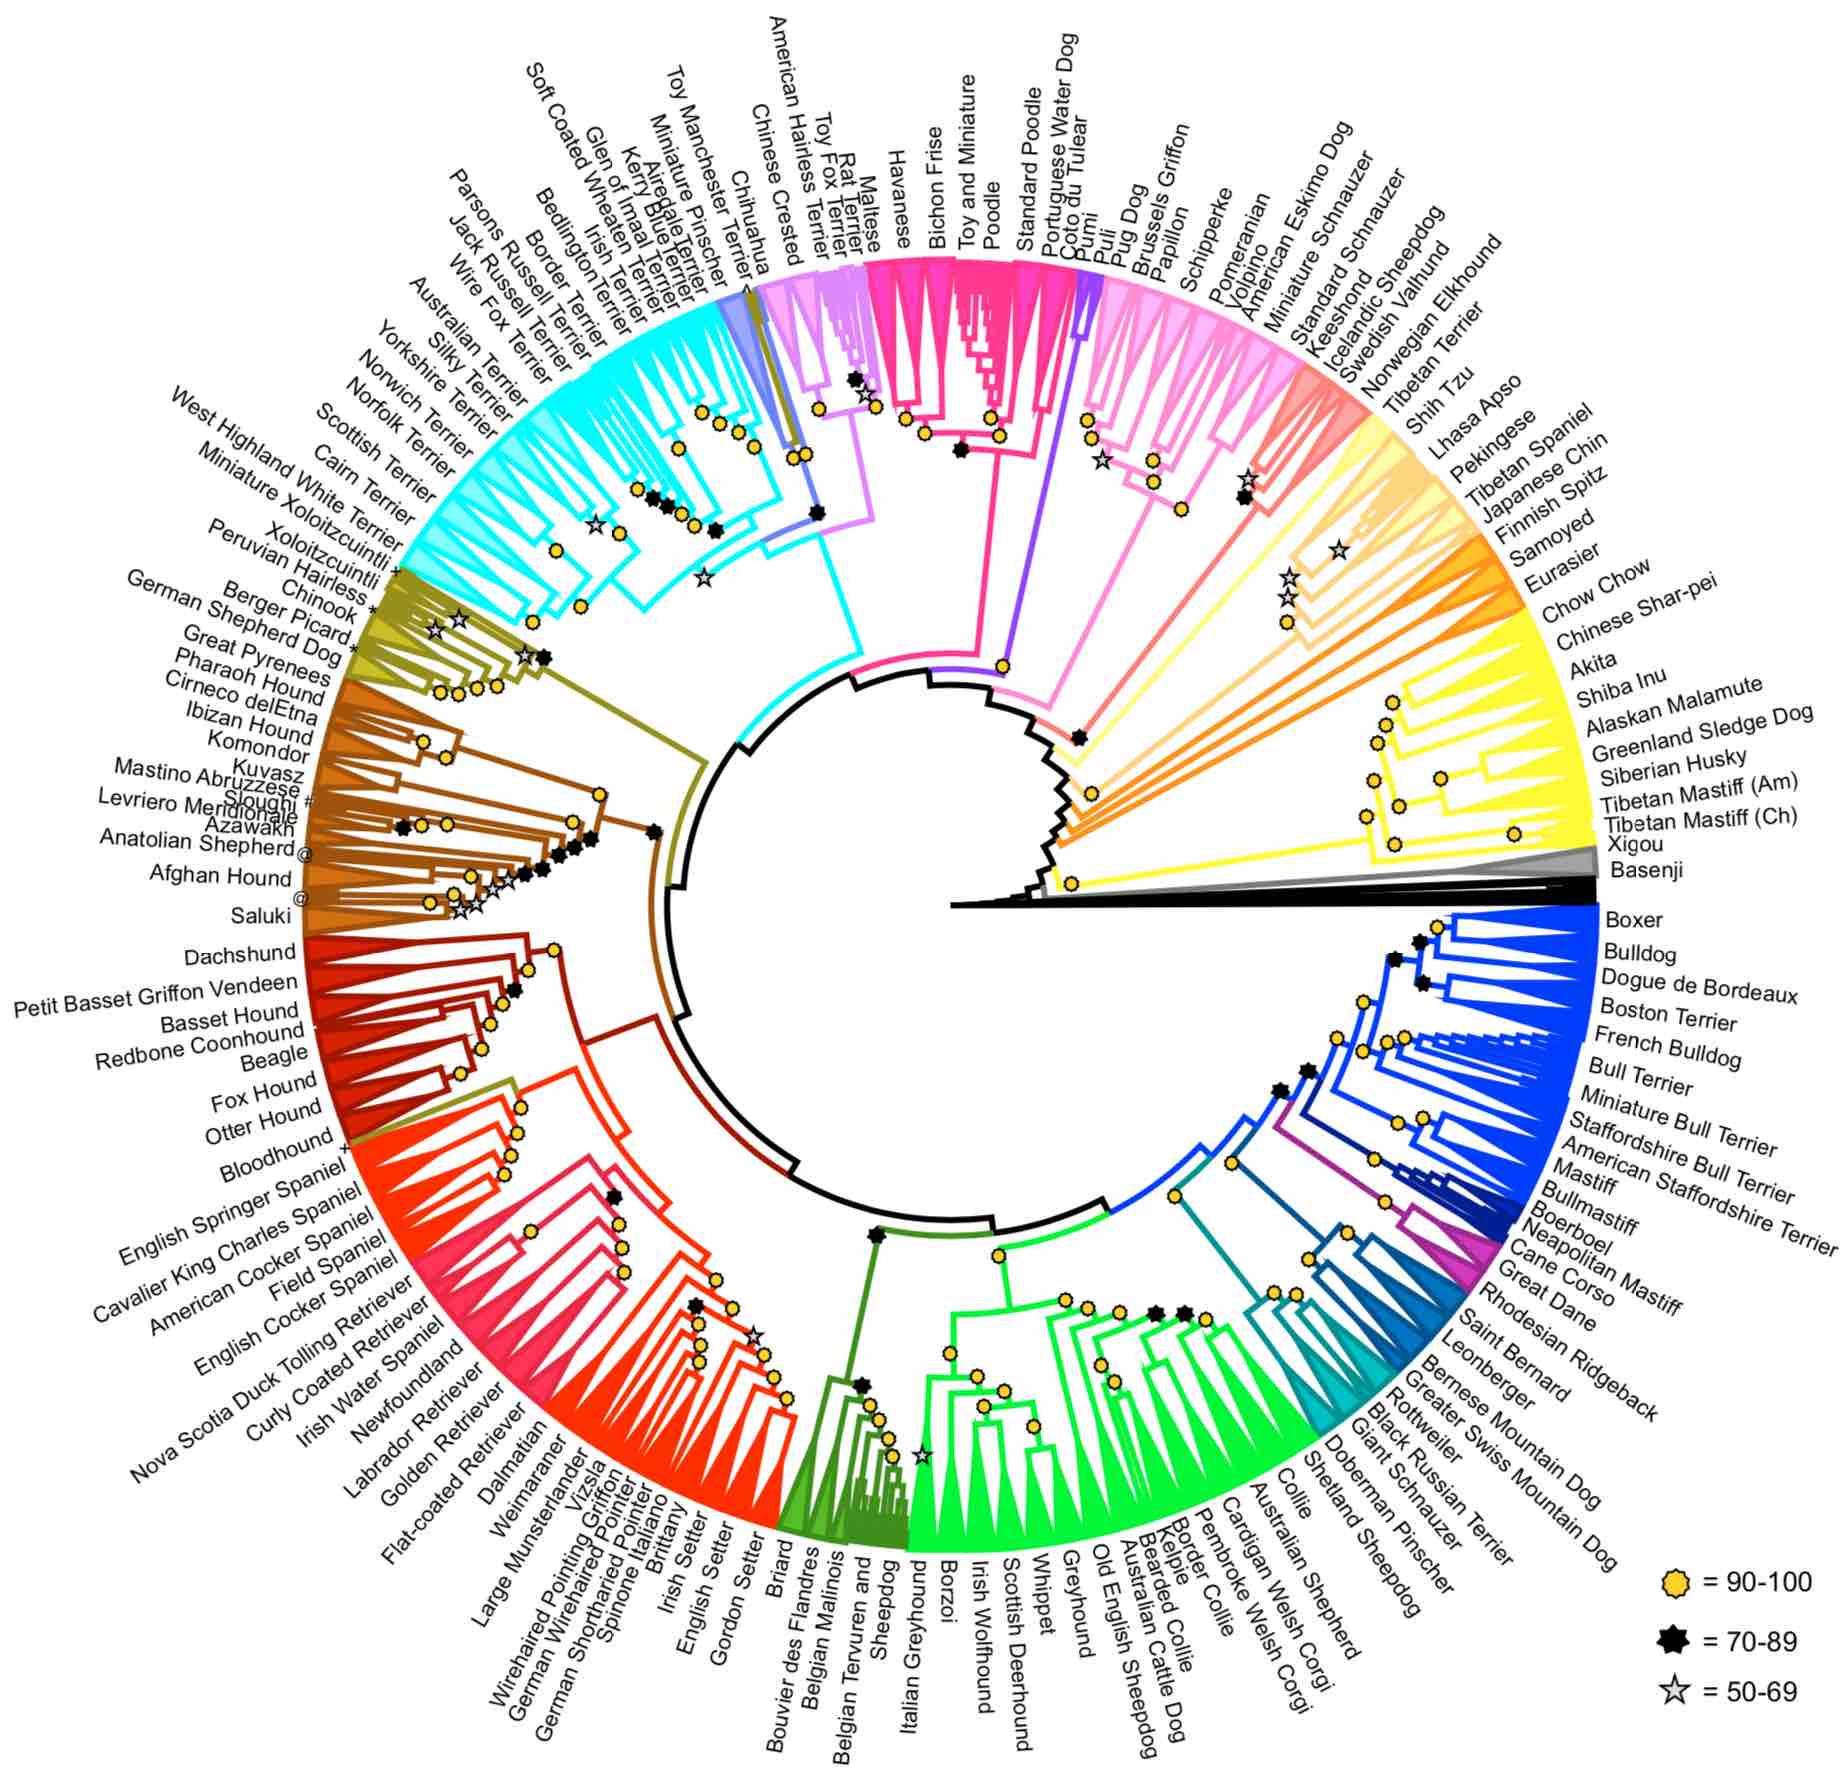 Boxer
Bulldog
Dogue de Bordeaux
Boston Terrier
French Bulldog
Bull Terrier
Miniature Bull Terrier
Staffordshire Bull Terrier
American Staffordshire Terrier
Mastiff
Bullmastiff
Boerboel
Neapolitan Mastiff
Cane Corso
Great Dane
Rhodesian Ridgeback
Saint Bernard
Leonberger
Bernese Mountain Dog
Greater Swiss Mountain Dog
Rottweiler
Black Russian Terrier
Giant Schnauzer
Doberman Pinscher
Shetland Sheepdog
Collie
Australian Shepherd
Cardigan Welsh Corgi
Pembroke Welsh Corgi
Border Collie
Kelpie
Bearded Collie
Australian Cattle Dog
Old English Sheepdog
Greyhound
Whippet
Scottish Deerhound
Irish Wolfhound
Borzoi
Italian Greyhound
Belgian Tervuren and
Sheepdog
Belgian Malinois
Bouvier des Flandres
Briard
Gordon Setter
English Setter
Irish Setter
Brittany
Spinone Italiano
German Shortharied Pointer
German Wirehaired Pointer
Wirehaired Pointing Griffon
Vizsla
Large Munsterlander
Weimaraner
Dalmatian
Flat-coated Retriever
Golden Retriever
Labrador Retriever
Newfoundland
Irish Water Spaniel
Curly Coated Retriever
Nova Scotia Duck Tolling Retriever
English Cocker Spaniel
Field Spaniel
American Cocker Spaniel
Cavalier King Charles Spaniel
English Springer Spaniel
+
Bloodhound
Otter Hound
Fox Hound
Beagle
Redbone Coonhound
Basset Hound
Petit Basset Griffon Vendeen
Dachshund
Saluki
@
Afghan Hound
@
Anatolian Shepherd
Azawakh
Levriero Meridionale
Sloughi
#
Mastino Abruzzese
Kuvasz
Komondor
Ibizan Hound
Cirneco delEtna
Pharaoh Hound
Great Pyrenees
German Shepherd Dog
*
Berger Picard
Chinook
*
Peruvian Hairless
Xoloitzcuintli
Miniature Xoloitzcuintli
+
West Highland White Terrier
Cairn Terrier
Scottish Terrier
Norfolk Terrier
Norwich Terrier
Yorkshire Terrier
Silky Terrier
Australian Terrier
Wire Fox Terrier
Jack Russell Terrier
Parsons Russell Terrier
Border Terrier
Bedlington Terrier
Irish Terrier
Soft Coated Wheaten Terrier
Glen of Imaal Terrier
Kerry Blue Terrier
Airedale Terrier
Miniature Pinscher
Toy Manchester Terrier
^
Chihuahua
Chinese Crested
American Hairless Terrier
Toy Fox Terrier
Rat Terrier
Maltese
Havanese
Bichon Frise
Toy and Miniature
Poodle
Standard Poodle
Portuguese Water Dog
Coto du Tulear
Pumi
Puli
Pug Dog
Brussels Griffon
Papillon
Schipperke
Pomeranian
Volpino
American Eskimo Dog
Miniature Schnauzer
Standard Schnauzer
Keeshond
Icelandic Sheepdog
Swedish Valhund
Norwegian Elkhound
Tibetan Terrier
Shih Tzu
Lhasa Apso
Pekingese
Tibetan Spaniel
Japanese Chin
Finnish Spitz
Samoyed
Eurasier
Chow Chow
Chinese Shar-pei
Akita
Shiba Inu
Alaskan Malamute
Greenland Sledge Dog
Siberian Husky
Tibetan Mastiff (Am)
Tibetan Mastiff (Ch)
Xigou
Basenji
= 90-100
= 70-89
= 50-69